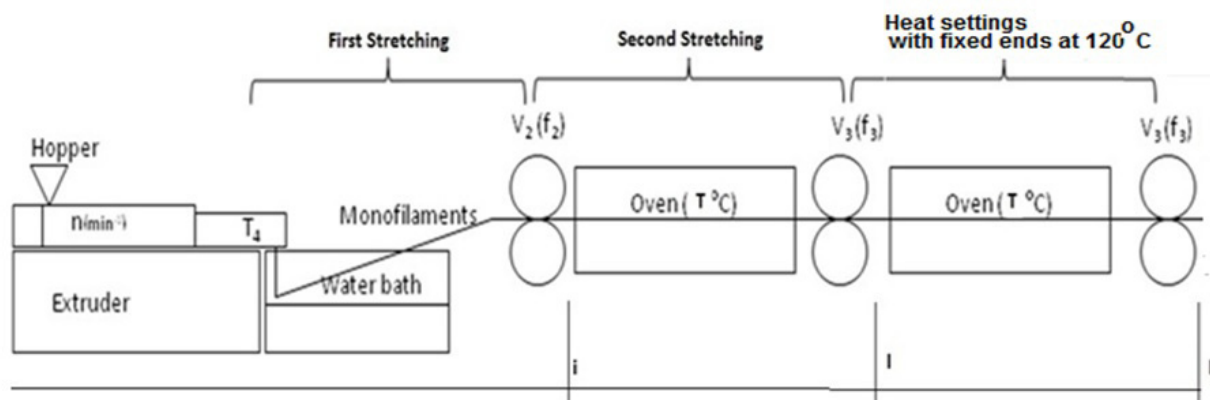 First Stretching
Second Stretching
Heat settings
with fixed ends at 120°C
V₂(f₂)
V₃(f₃)
V₃(f₃)
Hopper
n(min⁻¹)
T₄
Monofilaments
Oven ( T °C)
Oven ( T °C)
Extruder
Water bath
i
I